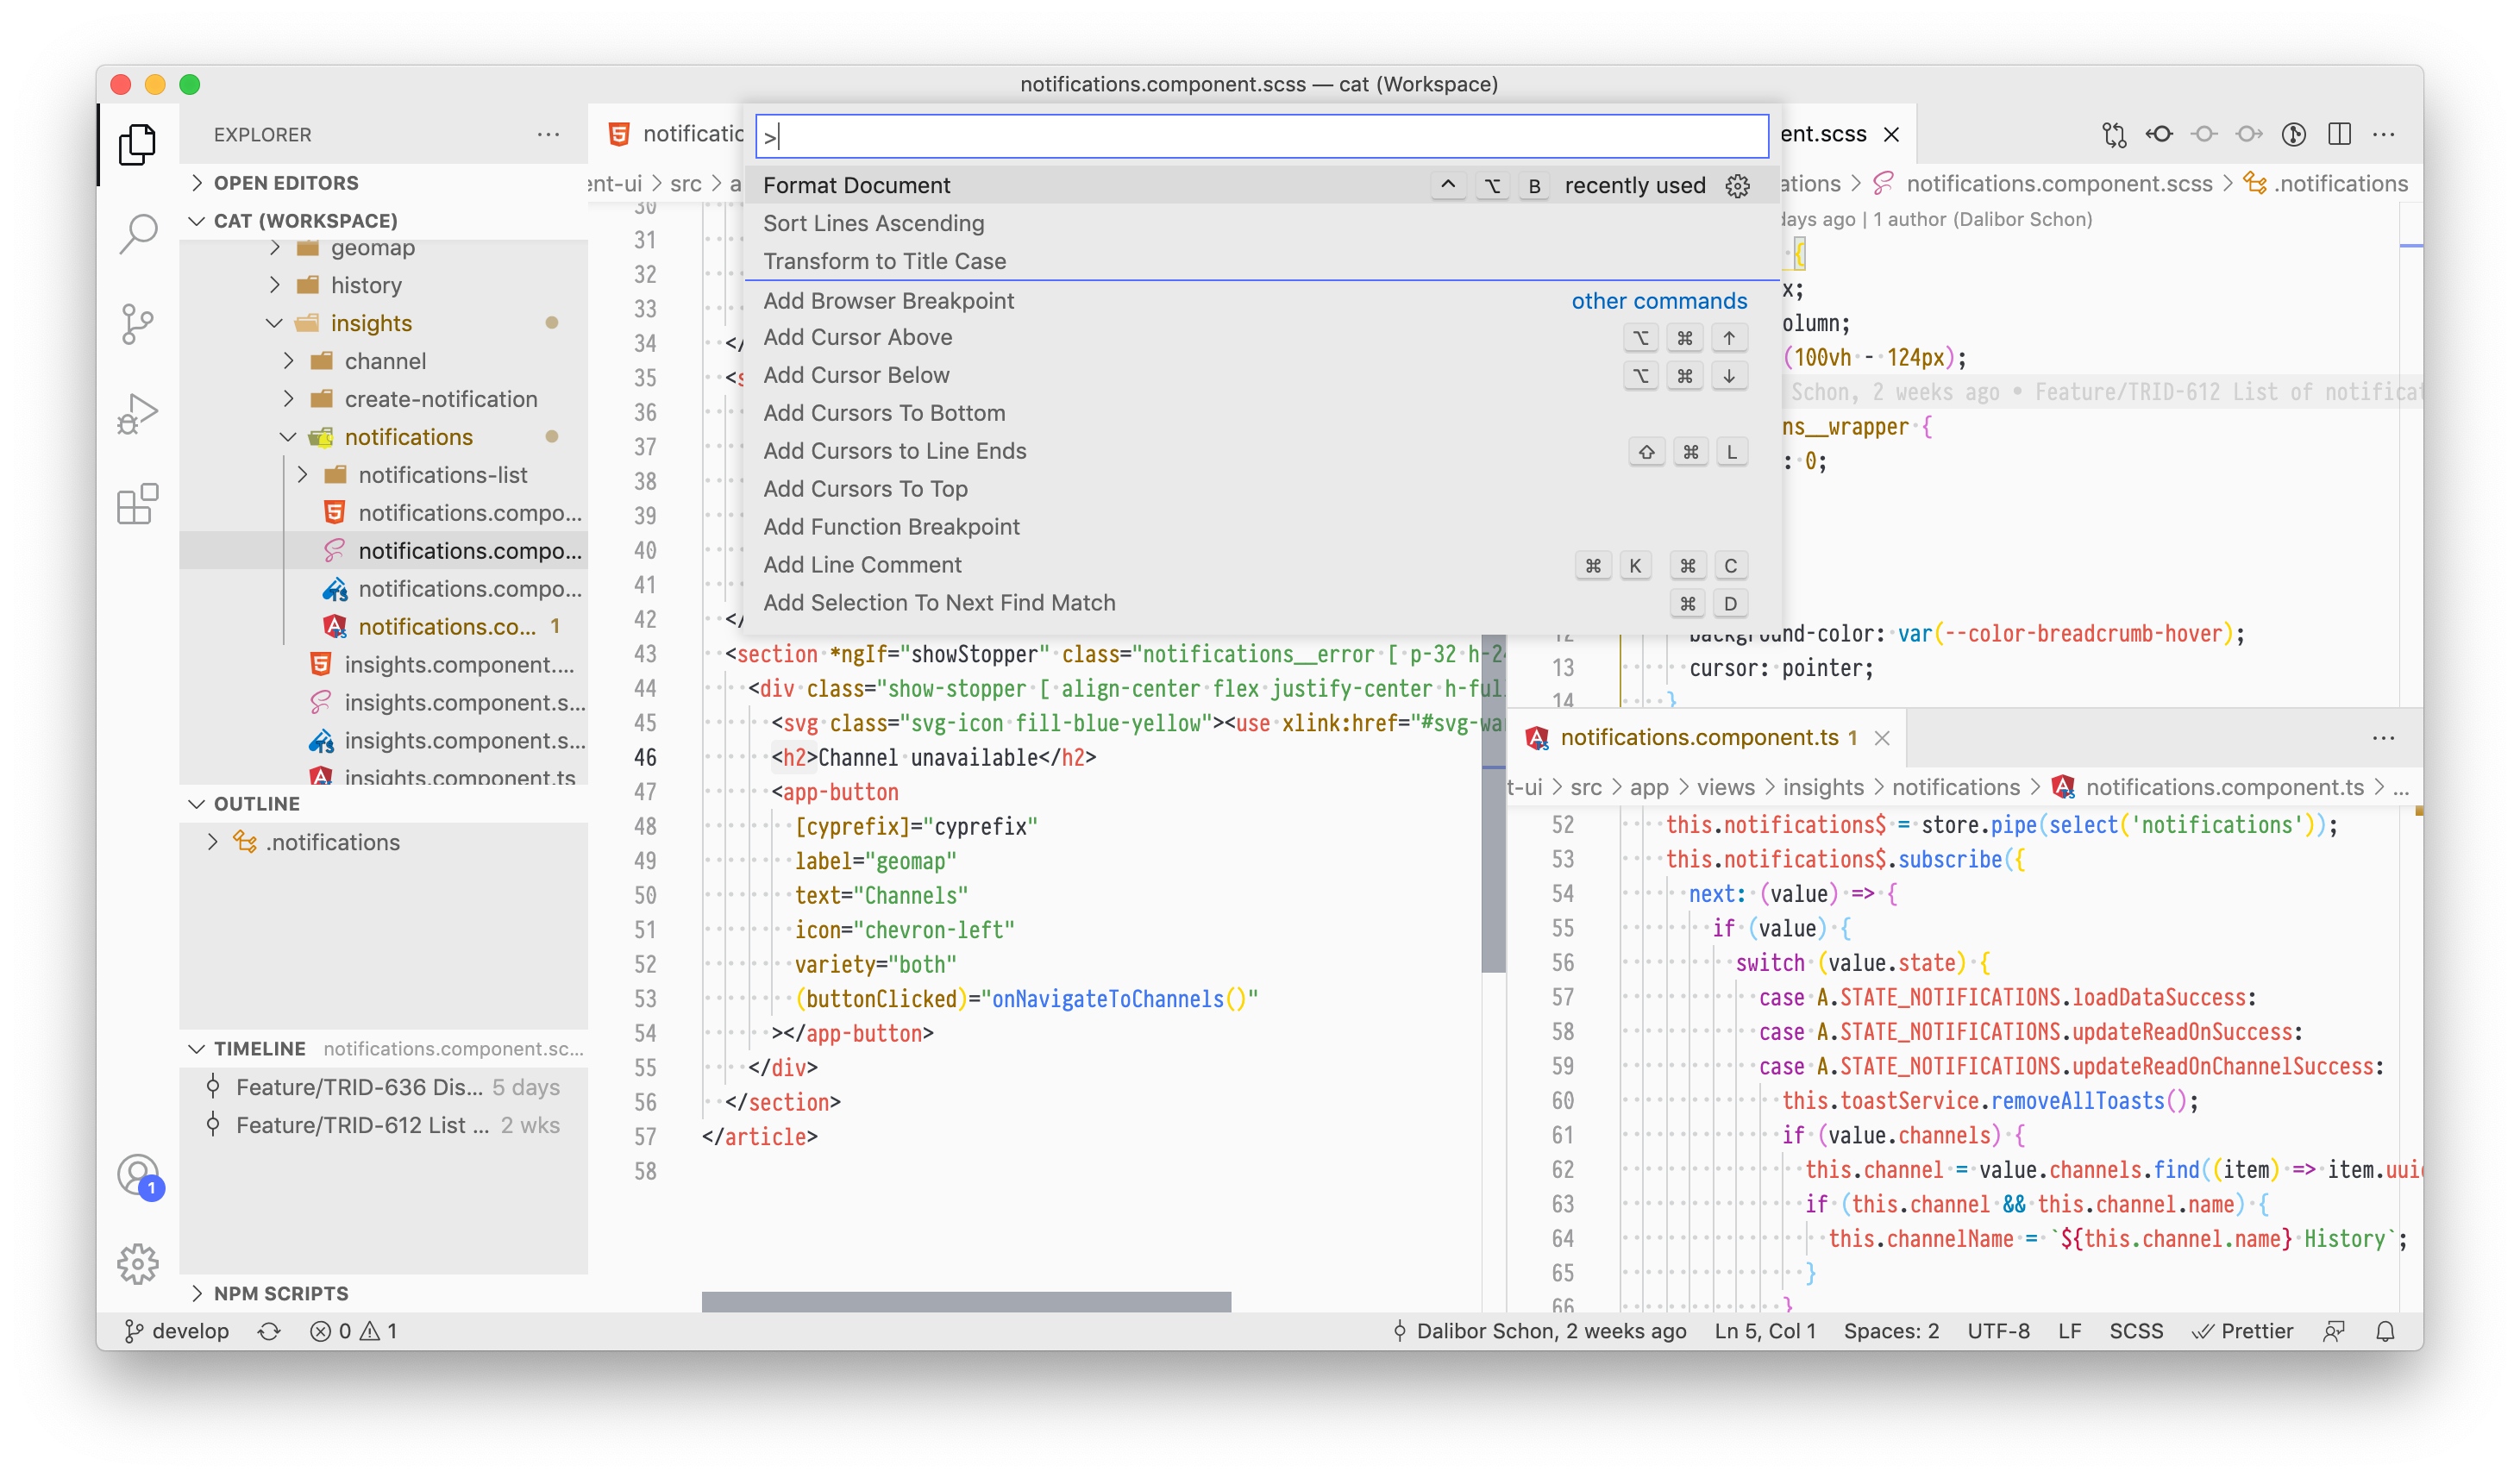 notifications.component.scss — cat (Workspace)
EXPLORER
OPEN EDITORS
CAT (WORKSPACE)
geomap
history
insights
channel
create-notification
notifications
notifications-list
notifications.compo...
notifications.compo...
notifications.compo...
notifications.co... 1
insights.component....
insights.component.s...
insights.component.s...
insights.component.ts
OUTLINE
.notifications
TIMELINE notifications.component.sc...
Feature/TRID-636 Dis... 5 days
Feature/TRID-612 List ... 2 wks
NPM SCRIPTS
1
>
Format Document ^ ⌥ B recently used
Sort Lines Ascending
Transform to Title Case
Add Browser Breakpoint other commands
Add Cursor Above ⌥ ⌘ ↑
Add Cursor Below ⌥ ⌘ ↓
Add Cursors To Bottom
Add Cursors to Line Ends ⇧ ⌘ L
Add Cursors To Top
Add Function Breakpoint
Add Line Comment ⌘ K ⌘ C
Add Selection To Next Find Match ⌘ D
src
30
31
32
33
34 </
35 <s
36
37
38
39
40
41
42 </
43 <section *ngIf="showStopper" class="notifications__error [ p-32 h-2
44 <div class="show-stopper [ align-center flex justify-center h-ful
45 <svg class="svg-icon fill-blue-yellow"><use xlink:href="#svg-wa
46 <h2>Channel unavailable</h2>
47 <app-button
48 [cyprefix]="cyprefix"
49 label="geomap"
50 text="Channels"
51 icon="chevron-left"
52 variety="both"
53 (buttonClicked)="onNavigateToChannels()"
54 ></app-button>
55 </div>
56 </section>
57 </article>
58
ent.scss
ations > notifications.component.scss > .notifications
days ago | 1 author (Dalibor Schon)
{
x;
olumn;
(100vh - 124px);
Schon, 2 weeks ago • Feature/TRID-612 List of notificat
ns__wrapper {
: 0;
12 background-color: var(--color-breadcrumb-hover);
13 cursor: pointer;
14 }
notifications.component.ts 1
t-ui > src > app > views > insights > notifications > notifications.component.ts > ...
52 this.notifications$ = store.pipe(select('notifications'));
53 this.notifications$.subscribe({
54 next: (value) => {
55 if (value) {
56 switch (value.state) {
57 case A.STATE_NOTIFICATIONS.loadDataSuccess:
58 case A.STATE_NOTIFICATIONS.updateReadOnSuccess:
59 case A.STATE_NOTIFICATIONS.updateReadOnChannelSuccess:
60 this.toastService.removeAllToasts();
61 if (value.channels) {
62 this.channel = value.channels.find((item) => item.uui
63 if (this.channel && this.channel.name) {
64 this.channelName = `${this.channel.name} History`;
65 }
66 }
develop 0 1
Dalibor Schon, 2 weeks ago Ln 5, Col 1 Spaces: 2 UTF-8 LF SCSS Prettier